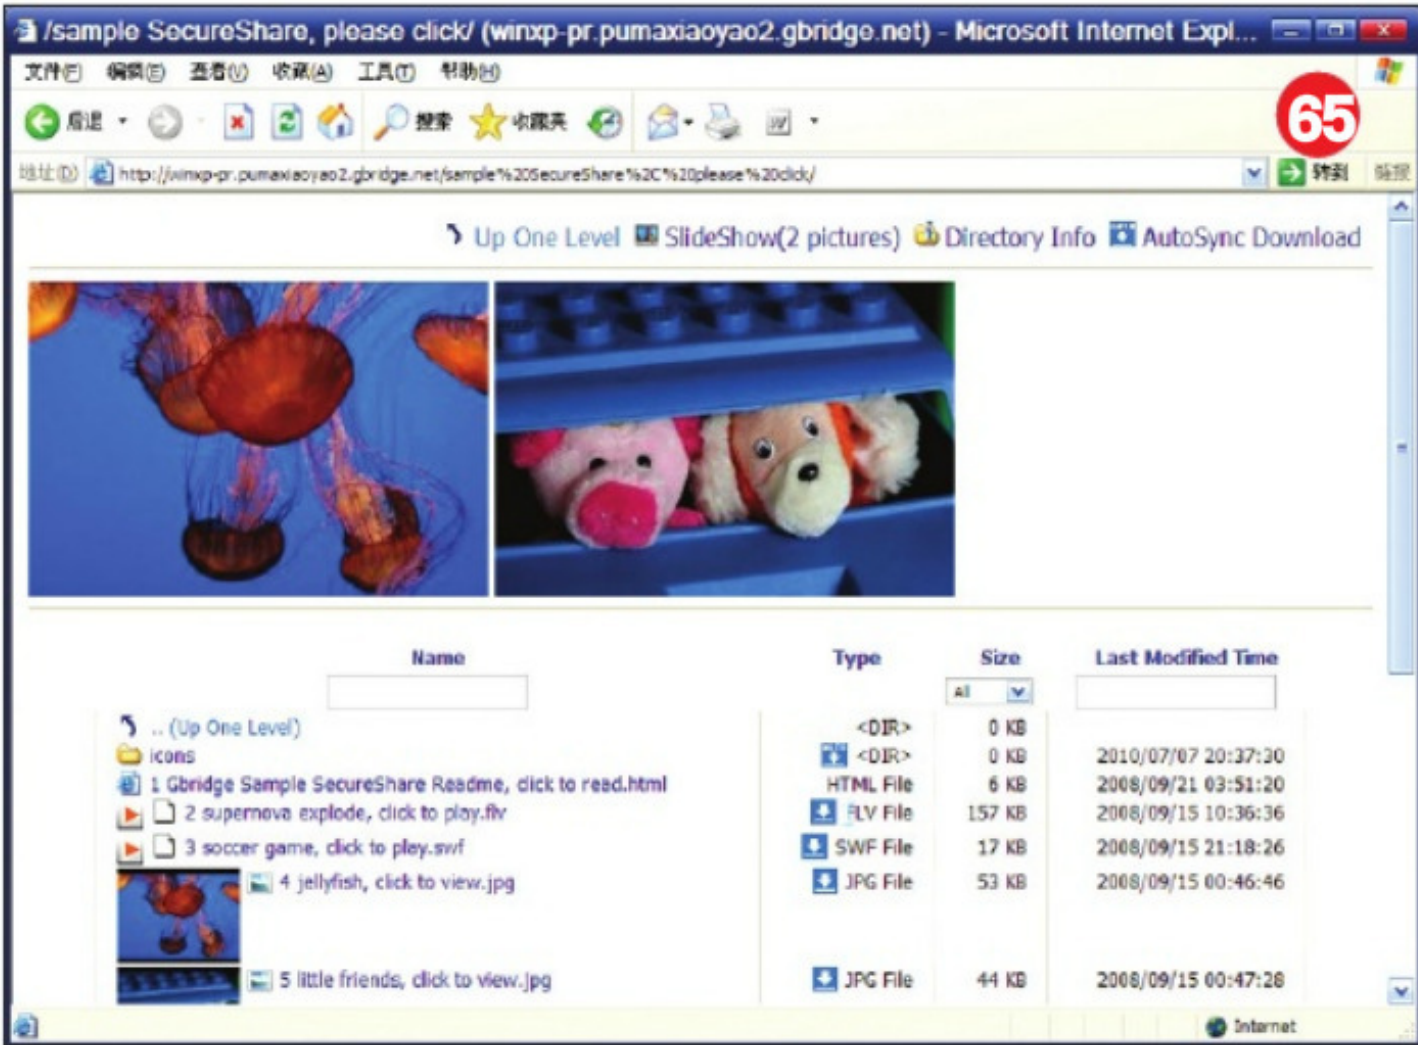 /sample SecureShare, please click/ (winxp-pr.pumaxiaoyao2.gbridge.net) - Microsoft Internet Expl...
文件(F) 编辑(E) 查看(V) 收藏(A) 工具(T) 帮助(H)
后退 搜索 收藏夹
65
地址(D) http://winxp-pr.pumaxiaoyao2.gbridge.net/sample%20SecureShare%2C%20please%20click/ 转到 链接
Up One Level SlideShow(2 pictures) Directory Info AutoSync Download
Name Type Size Last Modified Time
All
.. (Up One Level) <DIR> 0 KB
icons <DIR> 0 KB 2010/07/07 20:37:30
1 Gbridge Sample SecureShare Readme, click to read.html HTML File 6 KB 2008/09/21 03:51:20
2 supernova explode, click to play.flv FLV File 157 KB 2008/09/15 10:36:36
3 soccer game, click to play.swf SWF File 17 KB 2008/09/15 21:18:26
4 jellyfish, click to view.jpg JPG File 53 KB 2008/09/15 00:46:46
5 little friends, click to view.jpg JPG File 44 KB 2008/09/15 00:47:28
Internet